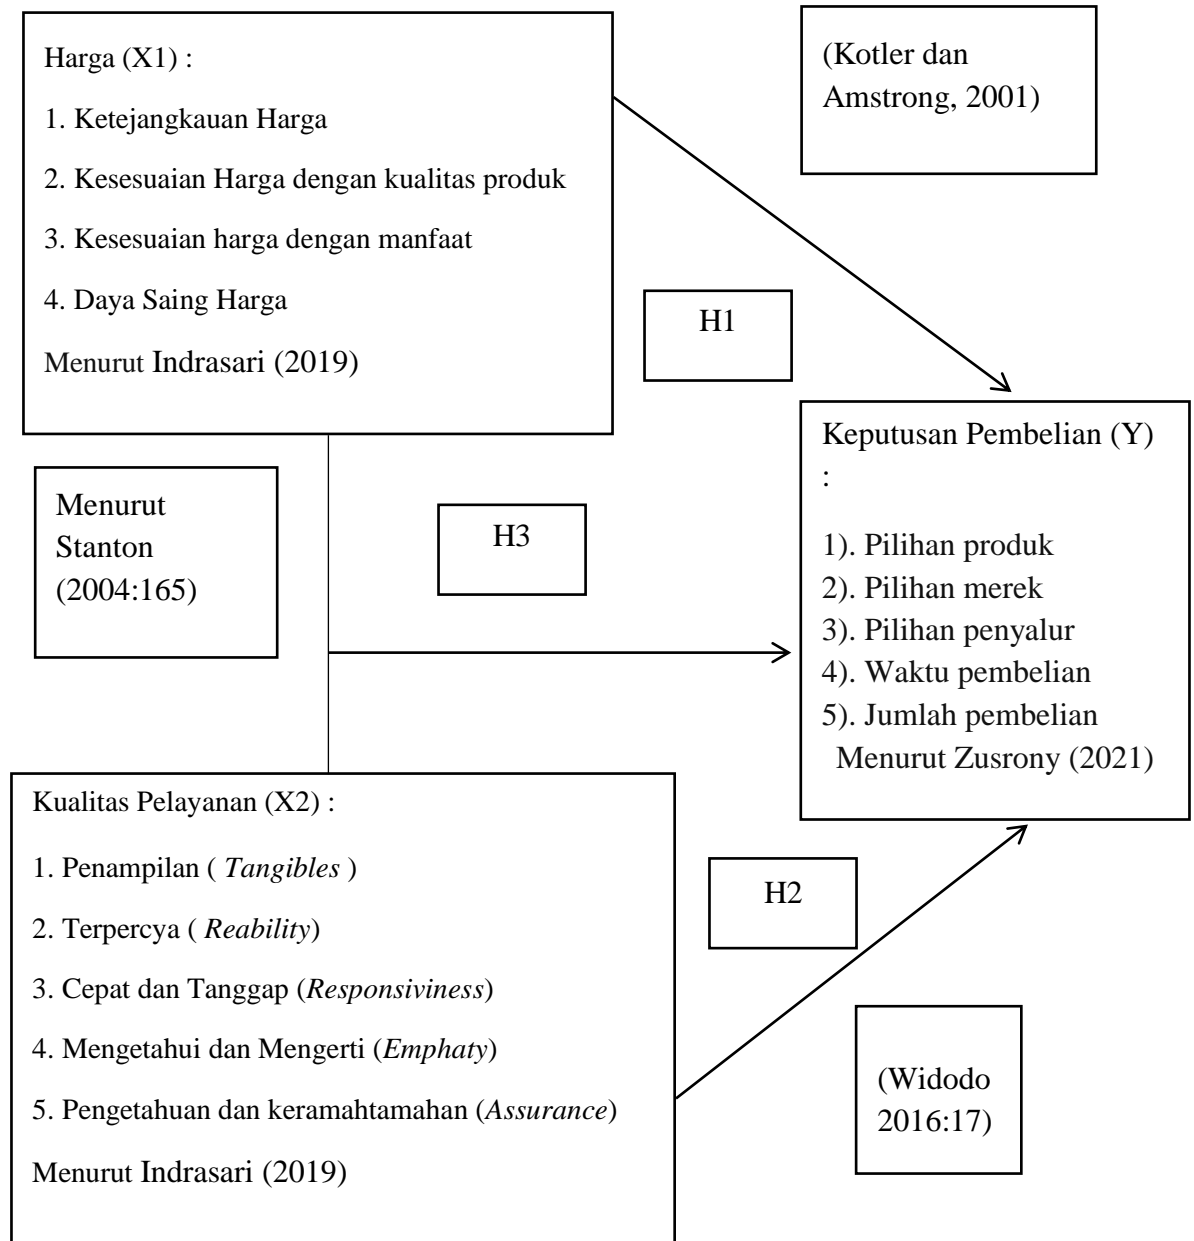 Harga (X1) :
1. Ketejangkauan Harga
2. Kesesuaian Harga dengan kualitas produk
3. Kesesuaian harga dengan manfaat
4. Daya Saing Harga
Menurut Indrasari (2019)
(Kotler dan
Amstrong, 2001)
H1
Menurut
Stanton
(2004:165)
H3
Keputusan Pembelian (Y)
:
1). Pilihan produk
2). Pilihan merek
3). Pilihan penyalur
4). Waktu pembelian
5). Jumlah pembelian
Menurut Zusrony (2021)
Kualitas Pelayanan (X2) :
1. Penampilan ( Tangibles )
2. Terpercya ( Reability)
3. Cepat dan Tanggap (Responsiviness)
4. Mengetahui dan Mengerti (Emphaty)
5. Pengetahuan dan keramahtamahan (Assurance)
Menurut Indrasari (2019)
H2
(Widodo
2016:17)